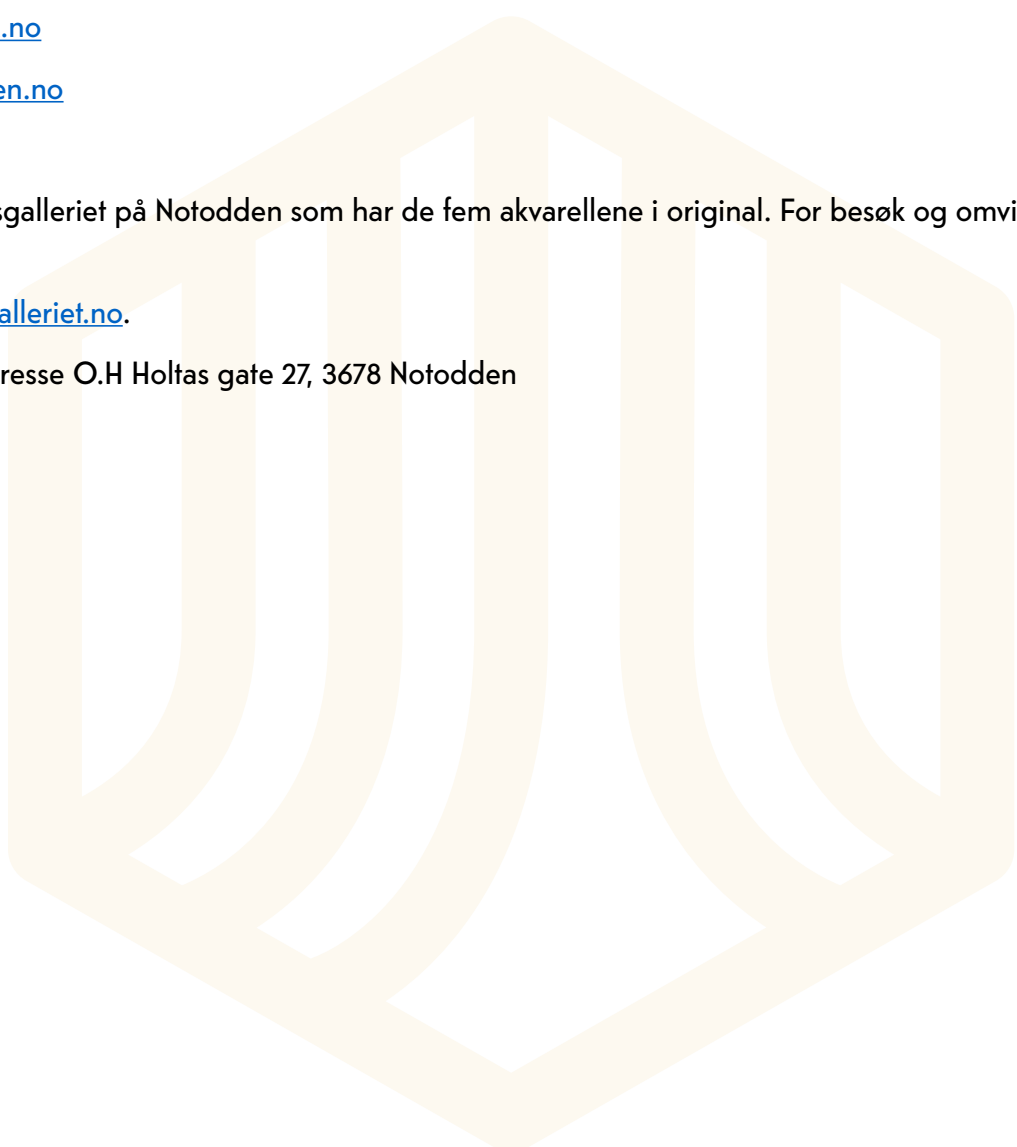 .no
en.no
sgalleriet på Notodden som har de fem akvarellene i original. For besøk og omvi
alleriet.no.
resse O.H Holtas gate 27, 3678 Notodden